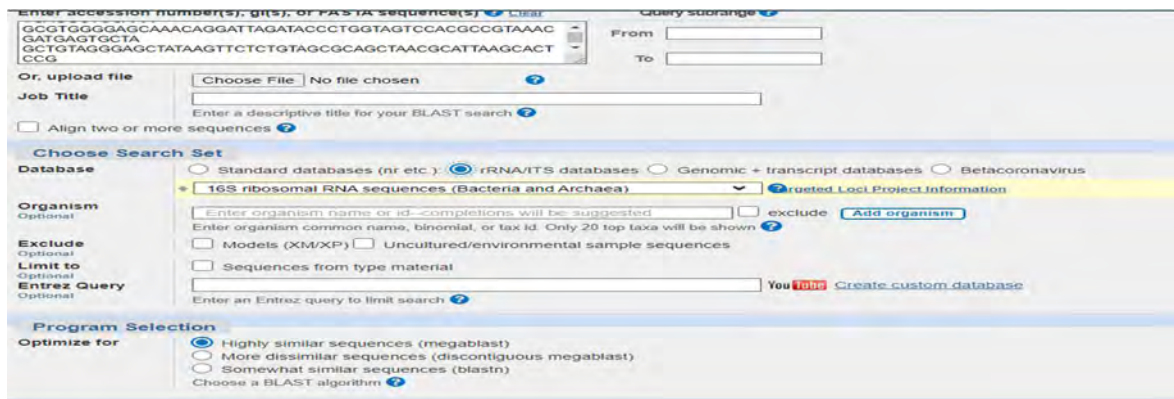 Enter accession number(s), gi(s), or FASTA sequence(s) Clear Query subrange
GCGTGGGGAGCAAACAGGATTAGATACCCTGGTAGTCCACGCCGTAAAC
GATGAGTGCTA
GCTGTAGGGAGCTATAAGTTCTCTGTAGCGCAGCTAACGCATTAAGCACT
CCG
From
To
Or, upload file Choose File No file chosen
Job Title
Enter a descriptive title for your BLAST search
Align two or more sequences
Choose Search Set
Database Standard databases (nr etc.): rRNA/ITS databases Genomic + transcript databases Betacoronavirus
16S ribosomal RNA sequences (Bacteria and Archaea) Targeted Loci Project Information
Organism Enter organism name or id--completions will be suggested exclude Add organism
Optional
Enter organism common name, binomial, or tax id. Only 20 top taxa will be shown
Exclude Models (XM/XP) Uncultured/environmental sample sequences
Optional
Limit to Sequences from type material
Optional
Entrez Query YouTube Create custom database
Optional
Enter an Entrez query to limit search
Program Selection
Optimize for Highly similar sequences (megablast)
More dissimilar sequences (discontiguous megablast)
Somewhat similar sequences (blastn)
Choose a BLAST algorithm